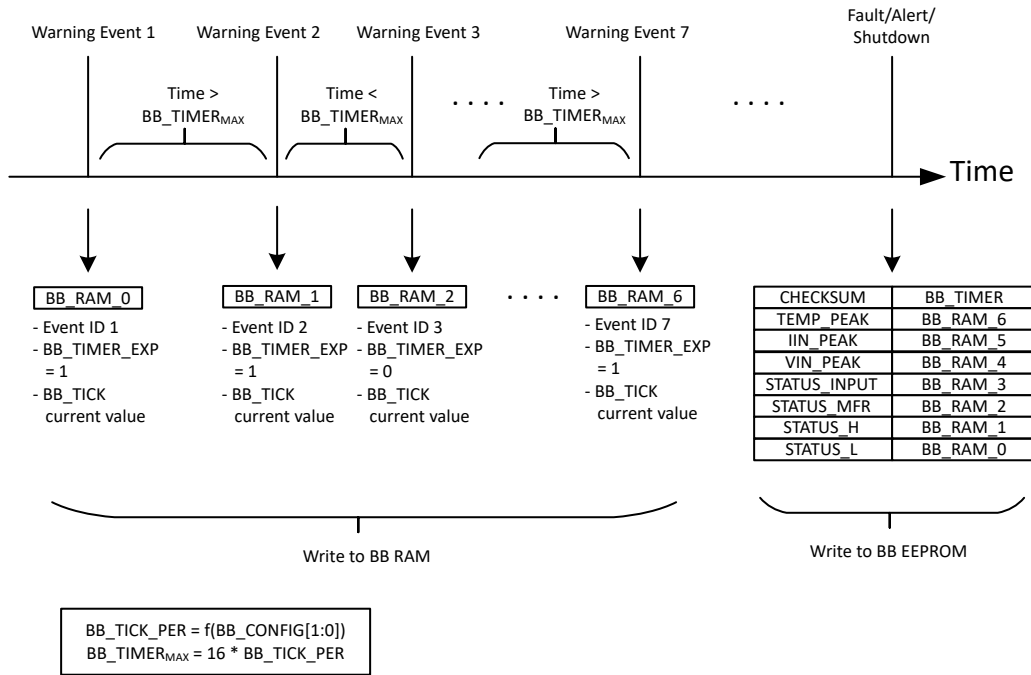 Warning Event 1
Warning Event 2
Warning Event 3
Warning Event 7
Fault/Alert/
Shutdown
Time >
BB_TIMERMAX
Time <
BB_TIMERMAX
. . . .
Time >
BB_TIMERMAX
. . . .
Time
BB_RAM_0
- Event ID 1
- BB_TIMER_EXP
= 1
- BB_TICK
current value
BB_RAM_1
- Event ID 2
- BB_TIMER_EXP
= 1
- BB_TICK
current value
BB_RAM_2
- Event ID 3
- BB_TIMER_EXP
= 0
- BB_TICK
current value
. . . .
BB_RAM_6
- Event ID 7
- BB_TIMER_EXP
= 1
- BB_TICK
current value
CHECKSUM BB_TIMER
TEMP_PEAK BB_RAM_6
IIN_PEAK BB_RAM_5
VIN_PEAK BB_RAM_4
STATUS_INPUT BB_RAM_3
STATUS_MFR BB_RAM_2
STATUS_H BB_RAM_1
STATUS_L BB_RAM_0
Write to BB RAM
Write to BB EEPROM
BB_TICK_PER = f(BB_CONFIG[1:0])
BB_TIMERMAX = 16 * BB_TICK_PER